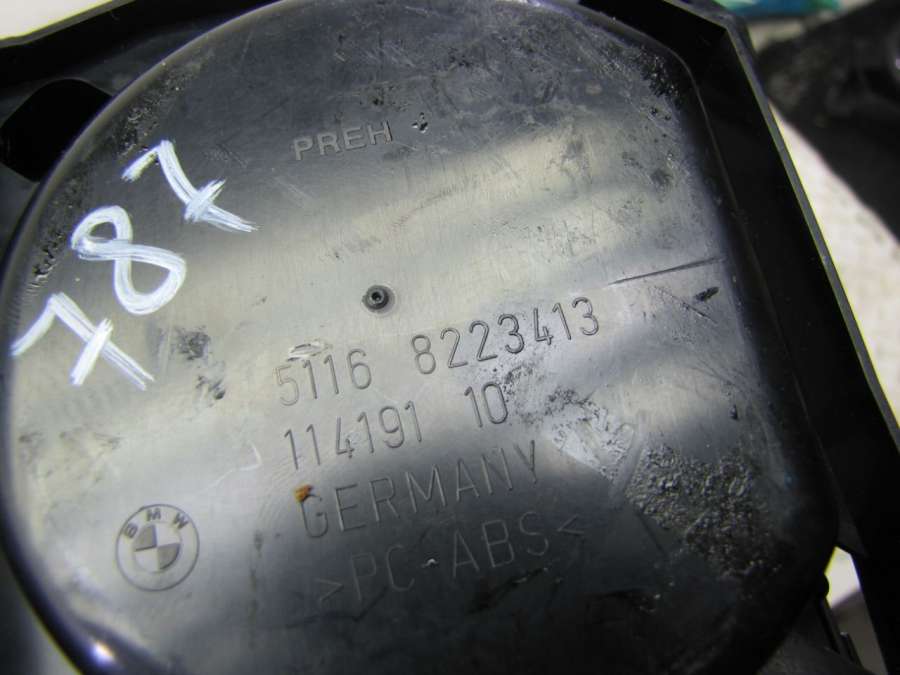 PREH
787
5116 8223413
114191 10
GERMANY
>PC-ABS<
BMW